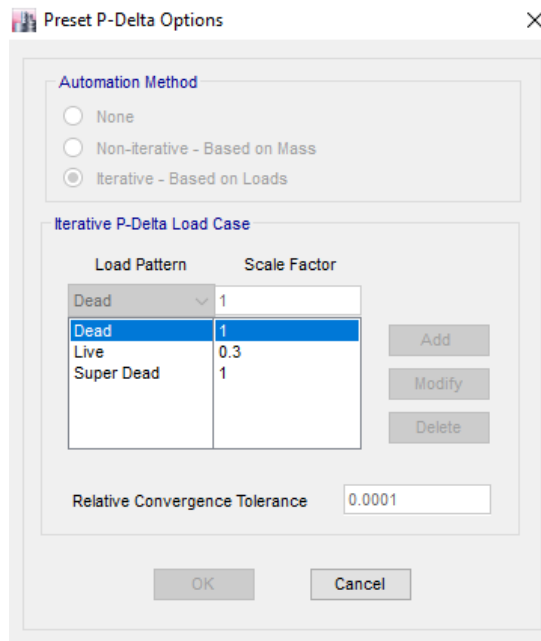 Preset P-Delta Options
Automation Method
None
Non-iterative - Based on Mass
Iterative - Based on Loads
Iterative P-Delta Load Case
Load Pattern Scale Factor
Dead 1
Dead 1
Live 0.3
Super Dead 1
Add
Modify
Delete
Relative Convergence Tolerance 0.0001
OK Cancel